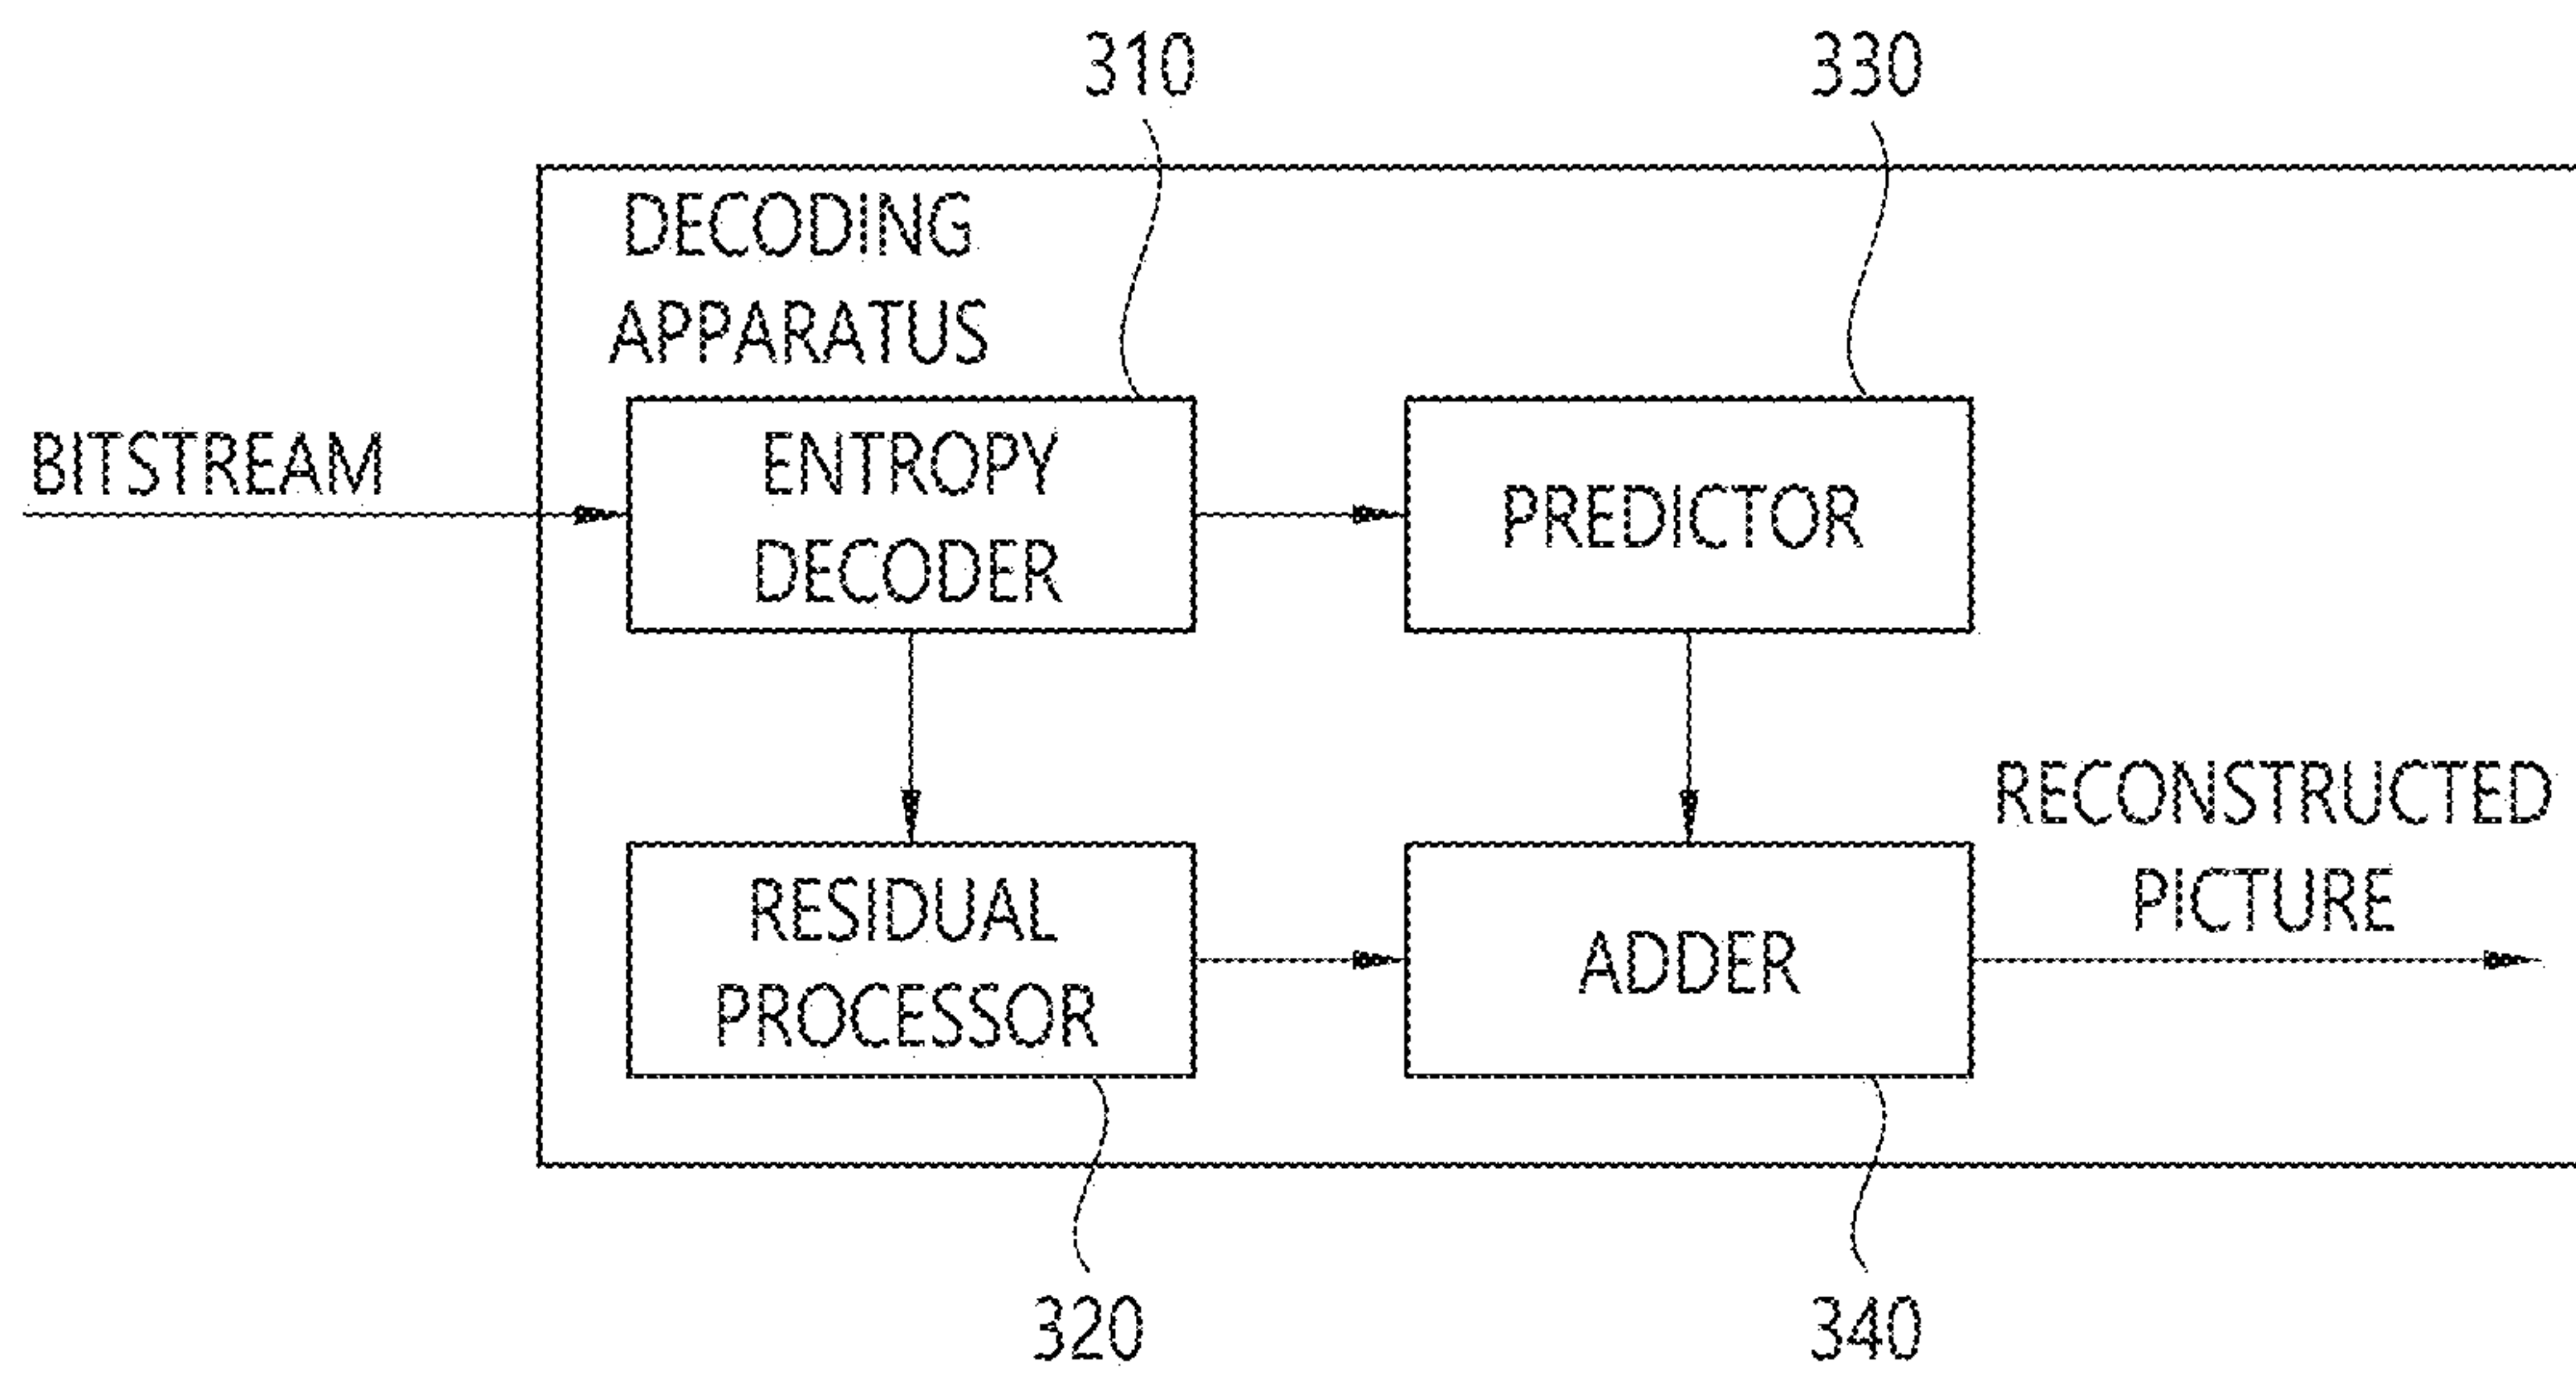 310
330
DECODING
APPARATUS
BITSTREAM
ENTROPY
DECODER
PREDICTOR
RECONSTRUCTED
PICTURE
RESIDUAL
PROCESSOR
ADDER
320
340